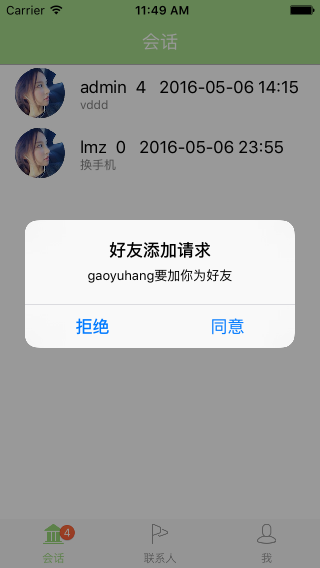 Carrier 11:49 AM
会话
admin 4 2016-05-06 14:15
vddd
lmz 0 2016-05-06 23:55
换手机
好友添加请求
gaoyuhang要加你为好友
拒绝 同意
4
会话 联系人 我